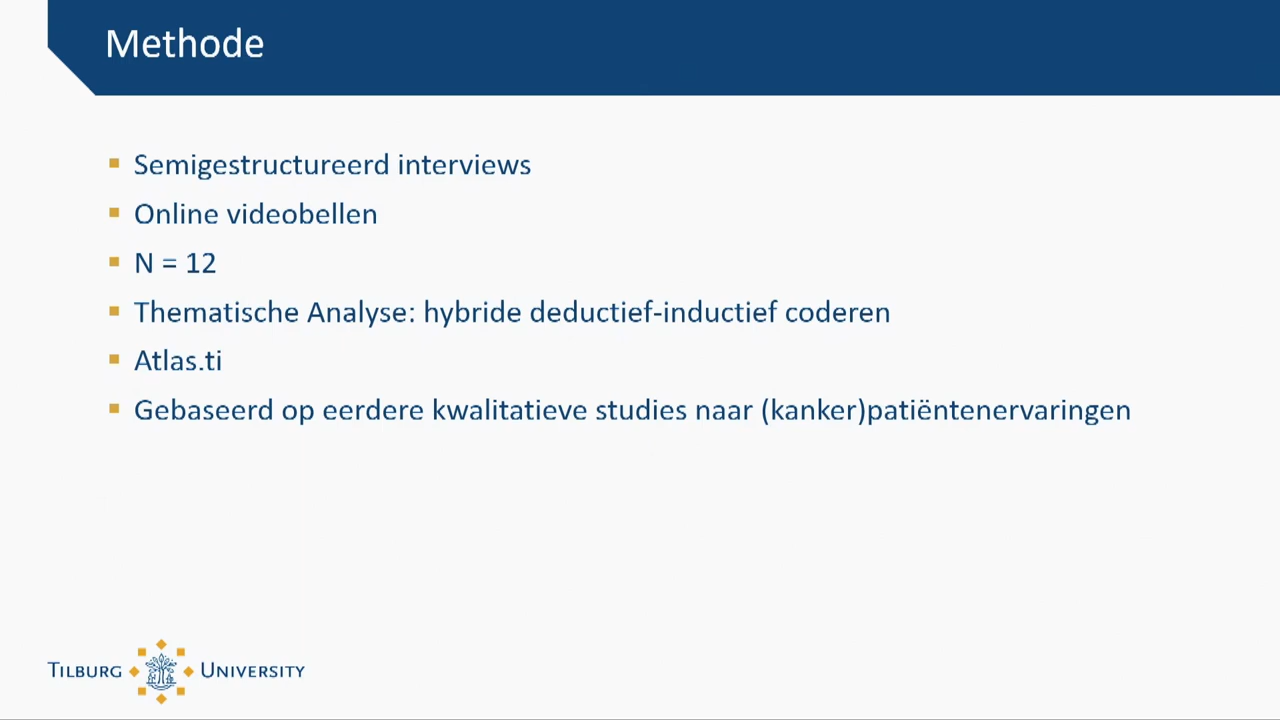 Methode
Semigestructureerd interviews
Online videobellen
N = 12
Thematische Analyse: hybride deductief-inductief coderen
Atlas.ti
Gebaseerd op eerdere kwalitatieve studies naar (kanker)patiëntenervaringen
TILBURG UNIVERSITY